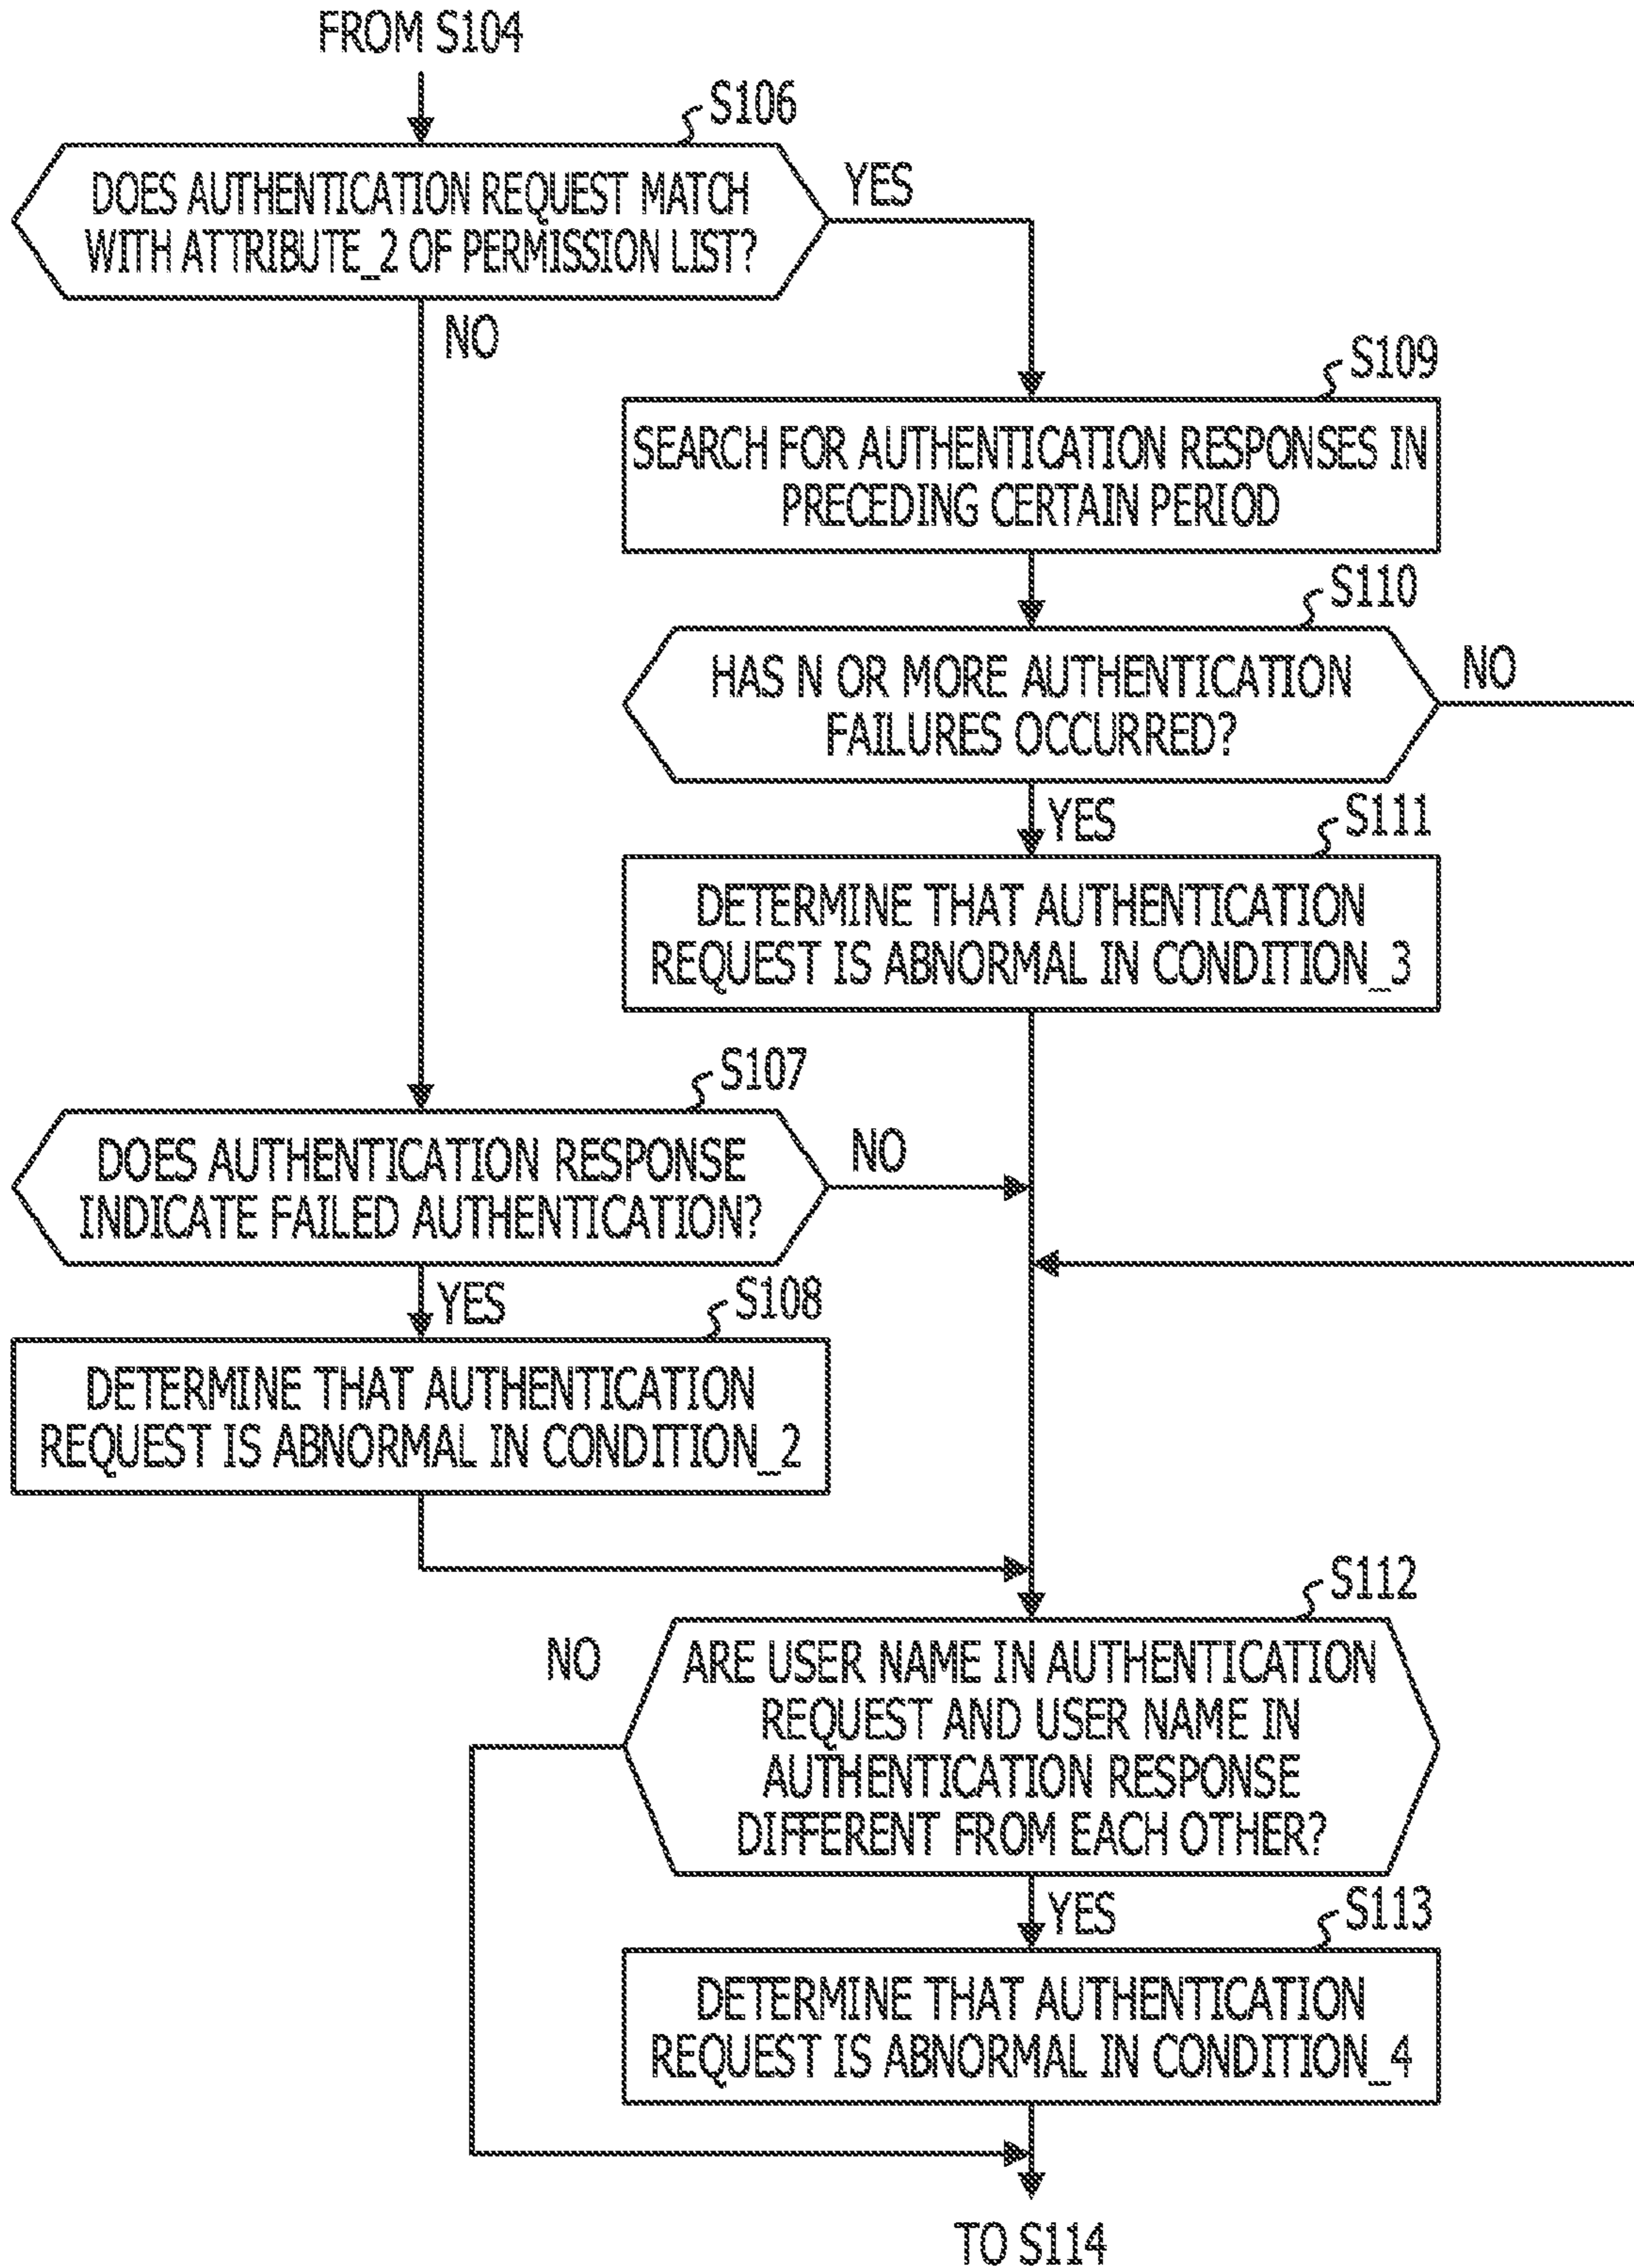 FROM S104
S106
DOES AUTHENTICATION REQUEST MATCH
WITH ATTRIBUTE_2 OF PERMISSION LIST?
YES
NO
S109
SEARCH FOR AUTHENTICATION RESPONSES IN
PRECEDING CERTAIN PERIOD
S110
HAS N OR MORE AUTHENTICATION
FAILURES OCCURRED?
NO
YES
S111
DETERMINE THAT AUTHENTICATION
REQUEST IS ABNORMAL IN CONDITION_3
S107
DOES AUTHENTICATION RESPONSE
INDICATE FAILED AUTHENTICATION?
NO
YES
S108
DETERMINE THAT AUTHENTICATION
REQUEST IS ABNORMAL IN CONDITION_2
S112
NO
ARE USER NAME IN AUTHENTICATION
REQUEST AND USER NAME IN
AUTHENTICATION RESPONSE
DIFFERENT FROM EACH OTHER?
YES
S113
DETERMINE THAT AUTHENTICATION
REQUEST IS ABNORMAL IN CONDITION_4
TO S114